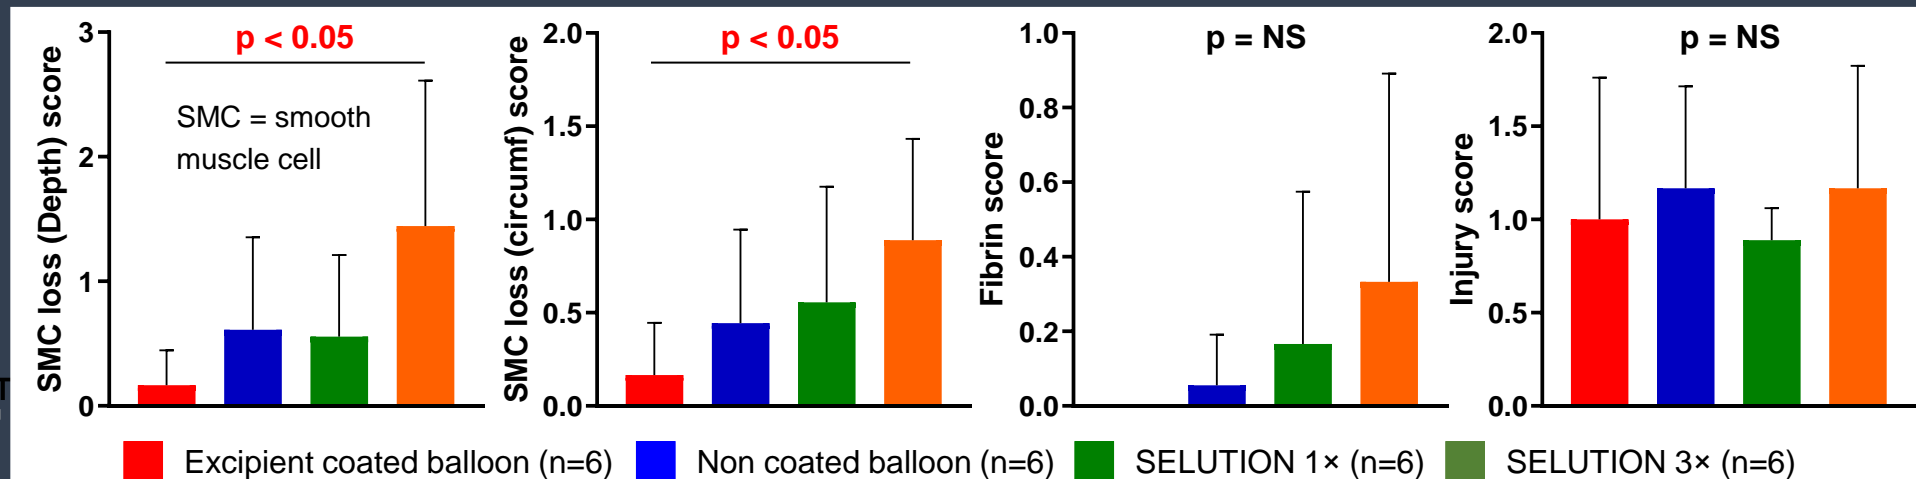 SMC loss (Depth) score
3
2
1
0
p < 0.05
SMC = smooth
muscle cell
SMC loss (circumf) score
2.0
1.5
1.0
0.5
0.0
p < 0.05
Fibrin score
1.0
0.8
0.6
0.4
0.2
0.0
p = NS
Injury score
2.0
1.5
1.0
0.5
0.0
p = NS
T
Excipient coated balloon (n=6) Non coated balloon (n=6) SELUTION 1× (n=6) SELUTION 3× (n=6)